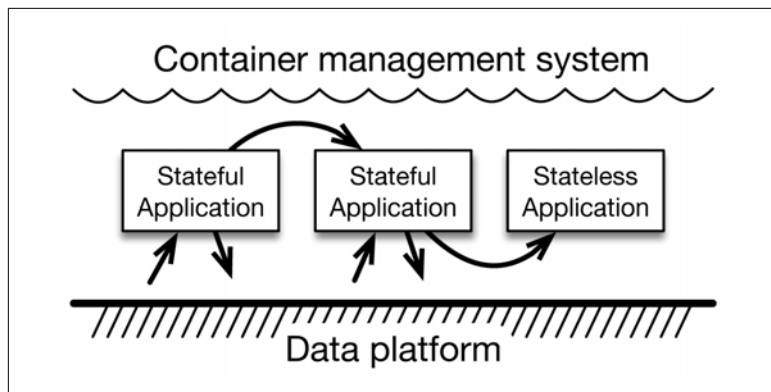 Container management system
Stateful
Application
Stateful
Application
Stateless
Application
Data platform